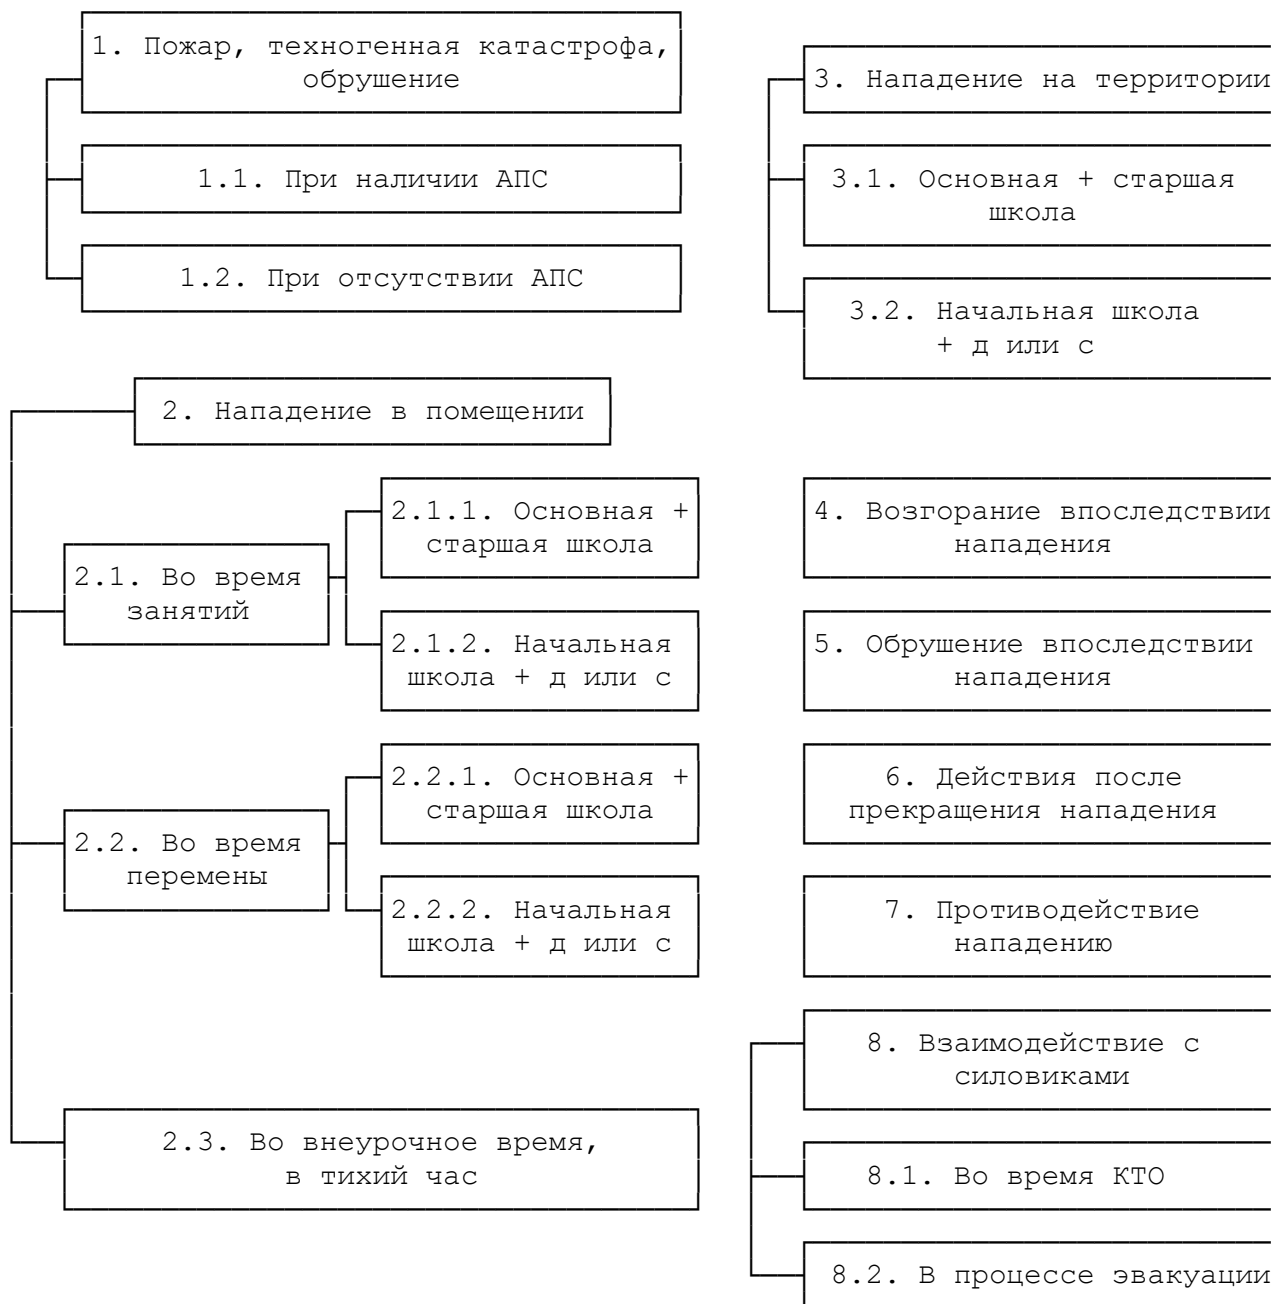 1. Пожар, техногенная катастрофа,
обрушение
1.1. При наличии АПС
1.2. При отсутствии АПС
3. Нападение на территории
3.1. Основная + старшая
школа
3.2. Начальная школа
+ д или с
2. Нападение в помещении
2.1. Во время
занятий
2.1.1. Основная +
старшая школа
2.1.2. Начальная
школа + д или с
2.2. Во время
перемены
2.2.1. Основная +
старшая школа
2.2.2. Начальная
школа + д или с
2.3. Во внеурочное время,
в тихий час
4. Возгорание впоследствии
нападения
5. Обрушение впоследствии
нападения
6. Действия после
прекращения нападения
7. Противодействие
нападению
8. Взаимодействие с
силовиками
8.1. Во время КТО
8.2. В процессе эвакуации